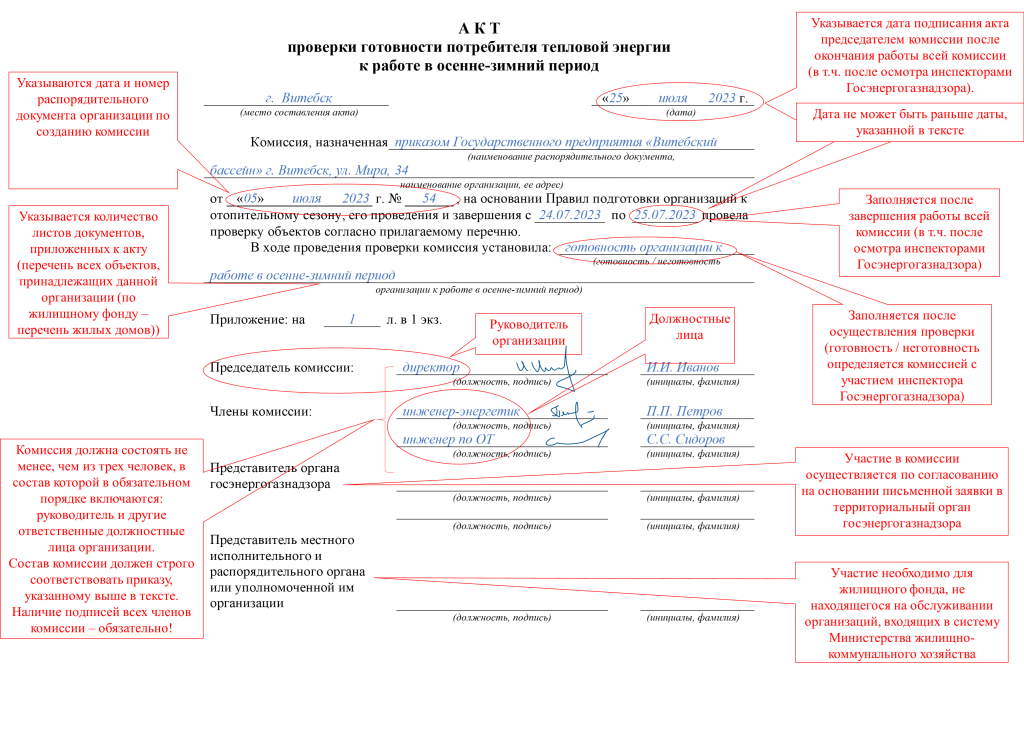 А К Т
проверки готовности потребителя тепловой энергии
к работе в осенне-зимний период
г. Витебск
(место составления акта)
«25» июля 2023 г.
(дата)
Комиссия, назначенная приказом Государственного предприятия «Витебский
(наименование распорядительного документа,
бассейн» г. Витебск, ул. Мира, 34
наименование организации, ее адрес)
от «05» июля 2023 г. № 54 , на основании Правил подготовки организаций к
отопительному сезону, его проведения и завершения с 24.07.2023 по 25.07.2023 провела
проверку объектов согласно прилагаемому перечню.
В ходе проведения проверки комиссия установила: готовность организации к
(готовность / неготовность
работе в осенне-зимний период
организации к работе в осенне-зимний период)
Приложение: на 1 л. в 1 экз.
Председатель комиссии: директор И.И. Иванов
(должность, подпись) (инициалы, фамилия)
Члены комиссии: инженер-энергетик П.П. Петров
(должность, подпись) (инициалы, фамилия)
инженер по ОТ С.С. Сидоров
(должность, подпись) (инициалы, фамилия)
Представитель органа
госэнергогазнадзора
(должность, подпись) (инициалы, фамилия)
(должность, подпись) (инициалы, фамилия)
Представитель местного
исполнительного и
распорядительного органа
или уполномоченной им
организации
(должность, подпись) (инициалы, фамилия)
Указываются дата и номер
распорядительного
документа организации по
созданию комиссии
Указывается количество
листов документов,
приложенных к акту
(перечень всех объектов,
принадлежащих данной
организации (по
жилищному фонду –
перечень жилых домов))
Комиссия должна состоять не
менее, чем из трех человек, в
состав которой в обязательном
порядке включаются:
руководитель и другие
ответственные должностные
лица организации.
Состав комиссии должен строго
соответствовать приказу,
указанному выше в тексте.
Наличие подписей всех членов
комиссии – обязательно!
Руководитель
организации
Должностные
лица
Указывается дата подписания акта
председателем комиссии после
окончания работы всей комиссии
(в т.ч. после осмотра инспекторами
Госэнергогазнадзора).
Дата не может быть раньше даты,
указанной в тексте
Заполняется после
завершения работы всей
комиссии (в т.ч. после
осмотра инспекторами
Госэнергогазнадзора)
Заполняется после
осуществления проверки
(готовность / неготовность
определяется комиссией с
участием инспектора
Госэнергогазнадзора)
Участие в комиссии
осуществляется по согласованию
на основании письменной заявки в
территориальный орган
госэнергогазнадзора
Участие необходимо для
жилищного фонда, не
находящегося на обслуживании
организаций, входящих в систему
Министерства жилищно-
коммунального хозяйства